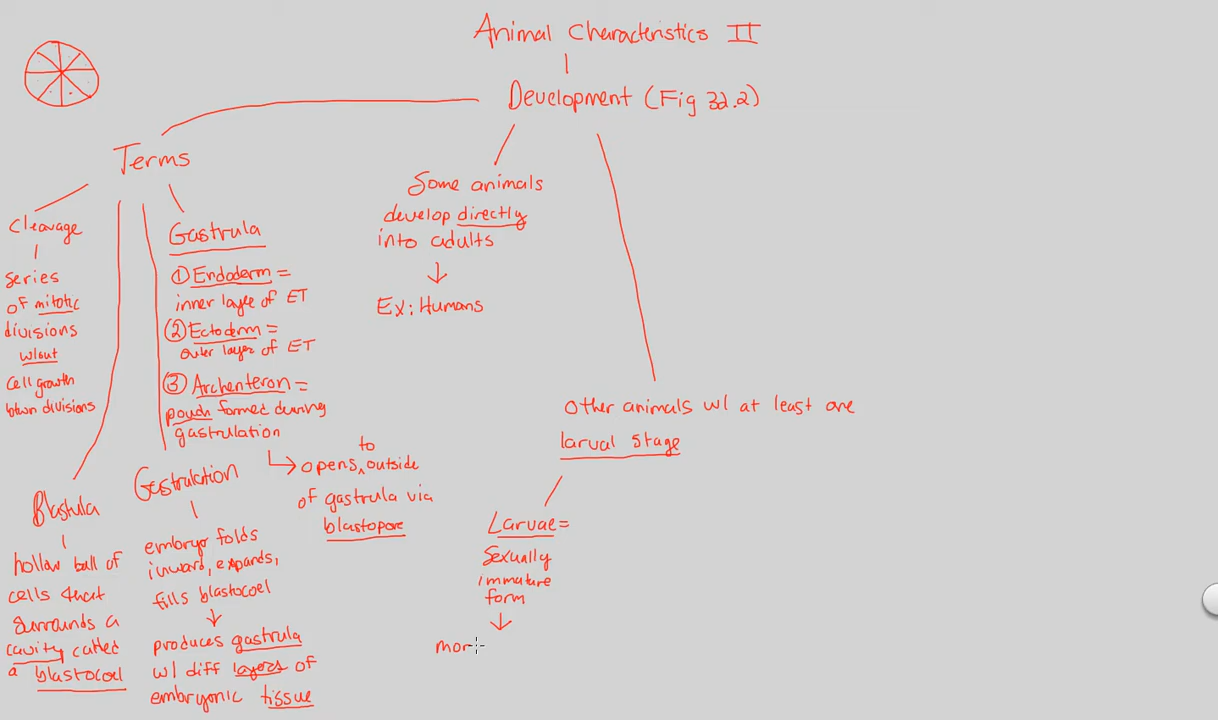 Animal Characteristics II
Development (Fig 32.2)
Terms
Cleavage
series
of mitotic
divisions
w/out
cell growth
btwn divisions
Blastula
hollow ball of
cells that
surrounds a
cavity called
a blastocoel
Gastrulation
embryo folds
inward, expands,
fills blastocoel
produces gastrula
w/ diff layers of
embryonic tissue
Gastrula
① Endoderm =
inner layer of ET
② Ectoderm =
outer layer of ET
③ Archenteron =
pouch formed during
gastrulation
to
opens ^ outside
of gastrula via
blastopore
Some animals
develop directly
into adults
Ex: Humans
Other animals w/ at least one
larval stage
Larvae =
Sexually
immature
form
mor